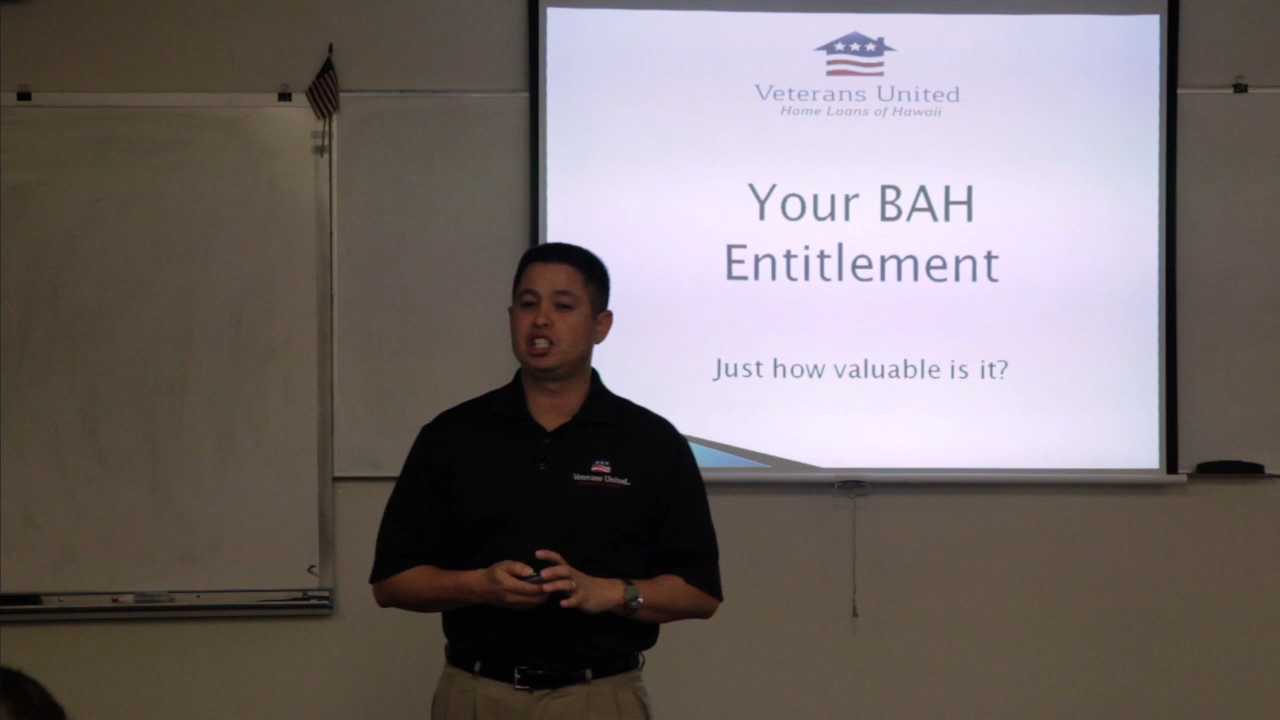 Veterans United
Home Loans of Hawaii
Your BAH
Entitlement
Just how valuable is it?
Veterans United